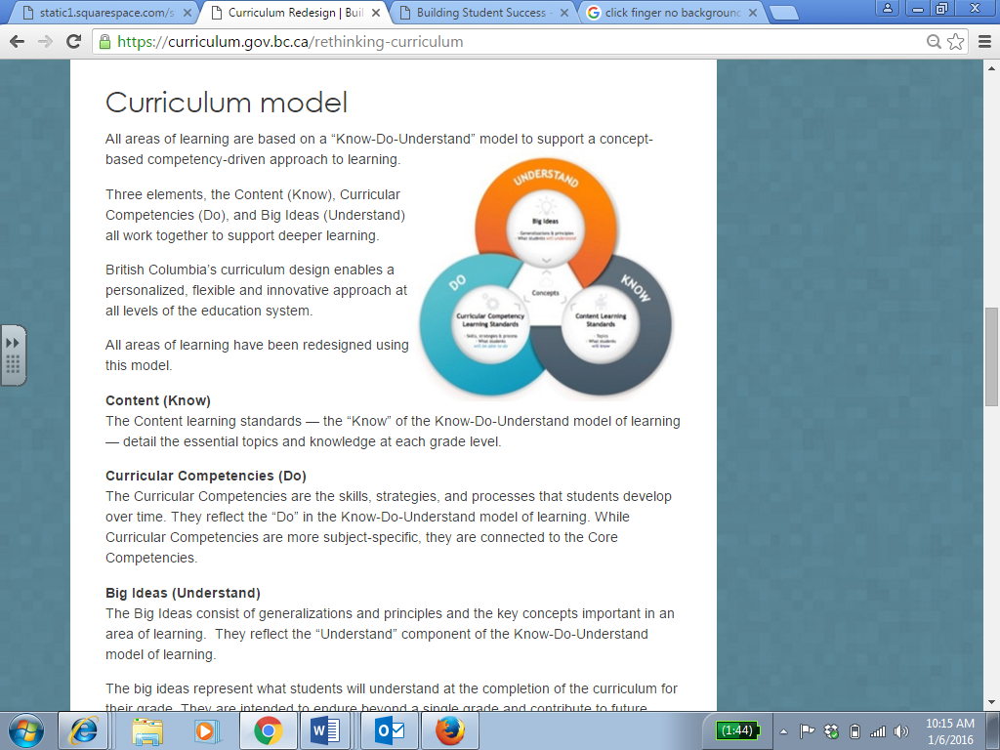 static1.squarespace.com/s
Curriculum Redesign | Buil
Building Student Success -
click finger no background
https://curriculum.gov.bc.ca/rethinking-curriculum
Curriculum model
All areas of learning are based on a “Know-Do-Understand” model to support a concept-
based competency-driven approach to learning.
Three elements, the Content (Know), Curricular
Competencies (Do), and Big Ideas (Understand)
all work together to support deeper learning.
British Columbia’s curriculum design enables a
personalized, flexible and innovative approach at
all levels of the education system.
All areas of learning have been redesigned using
this model.
UNDERSTAND
Big Ideas
- Generalizations & principles
- What students will understand
DO
Curricular Competency
Learning Standards
- Skills, strategies & process
- What students
will be able to do
Concepts
KNOW
Content Learning
Standards
- Topics
- What students
will know
Content (Know)
The Content learning standards — the “Know” of the Know-Do-Understand model of learning
— detail the essential topics and knowledge at each grade level.
Curricular Competencies (Do)
The Curricular Competencies are the skills, strategies, and processes that students develop
over time. They reflect the “Do” in the Know-Do-Understand model of learning. While
Curricular Competencies are more subject-specific, they are connected to the Core
Competencies.
Big Ideas (Understand)
The Big Ideas consist of generalizations and principles and the key concepts important in an
area of learning.  They reflect the “Understand” component of the Know-Do-Understand
model of learning.
The big ideas represent what students will understand at the completion of the curriculum for
their grade. They are intended to endure beyond a single grade and contribute to future
(1:44)
10:15 AM
1/6/2016